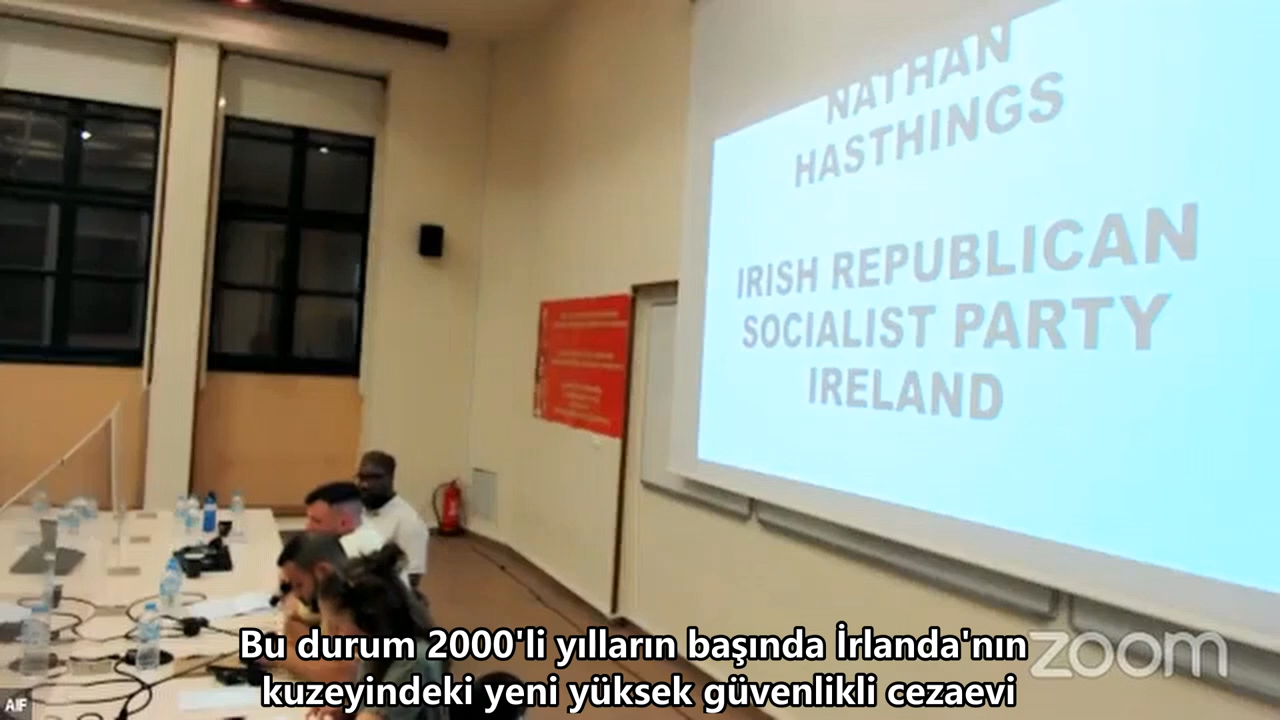 NATHAN
HASTHINGS
IRISH REPUBLICAN
SOCIALIST PARTY
IRELAND
Bu durum 2000'li yılların başında İrlanda'nın
kuzeyindeki yeni yüksek güvenlikli cezaevi
zoom
AIF